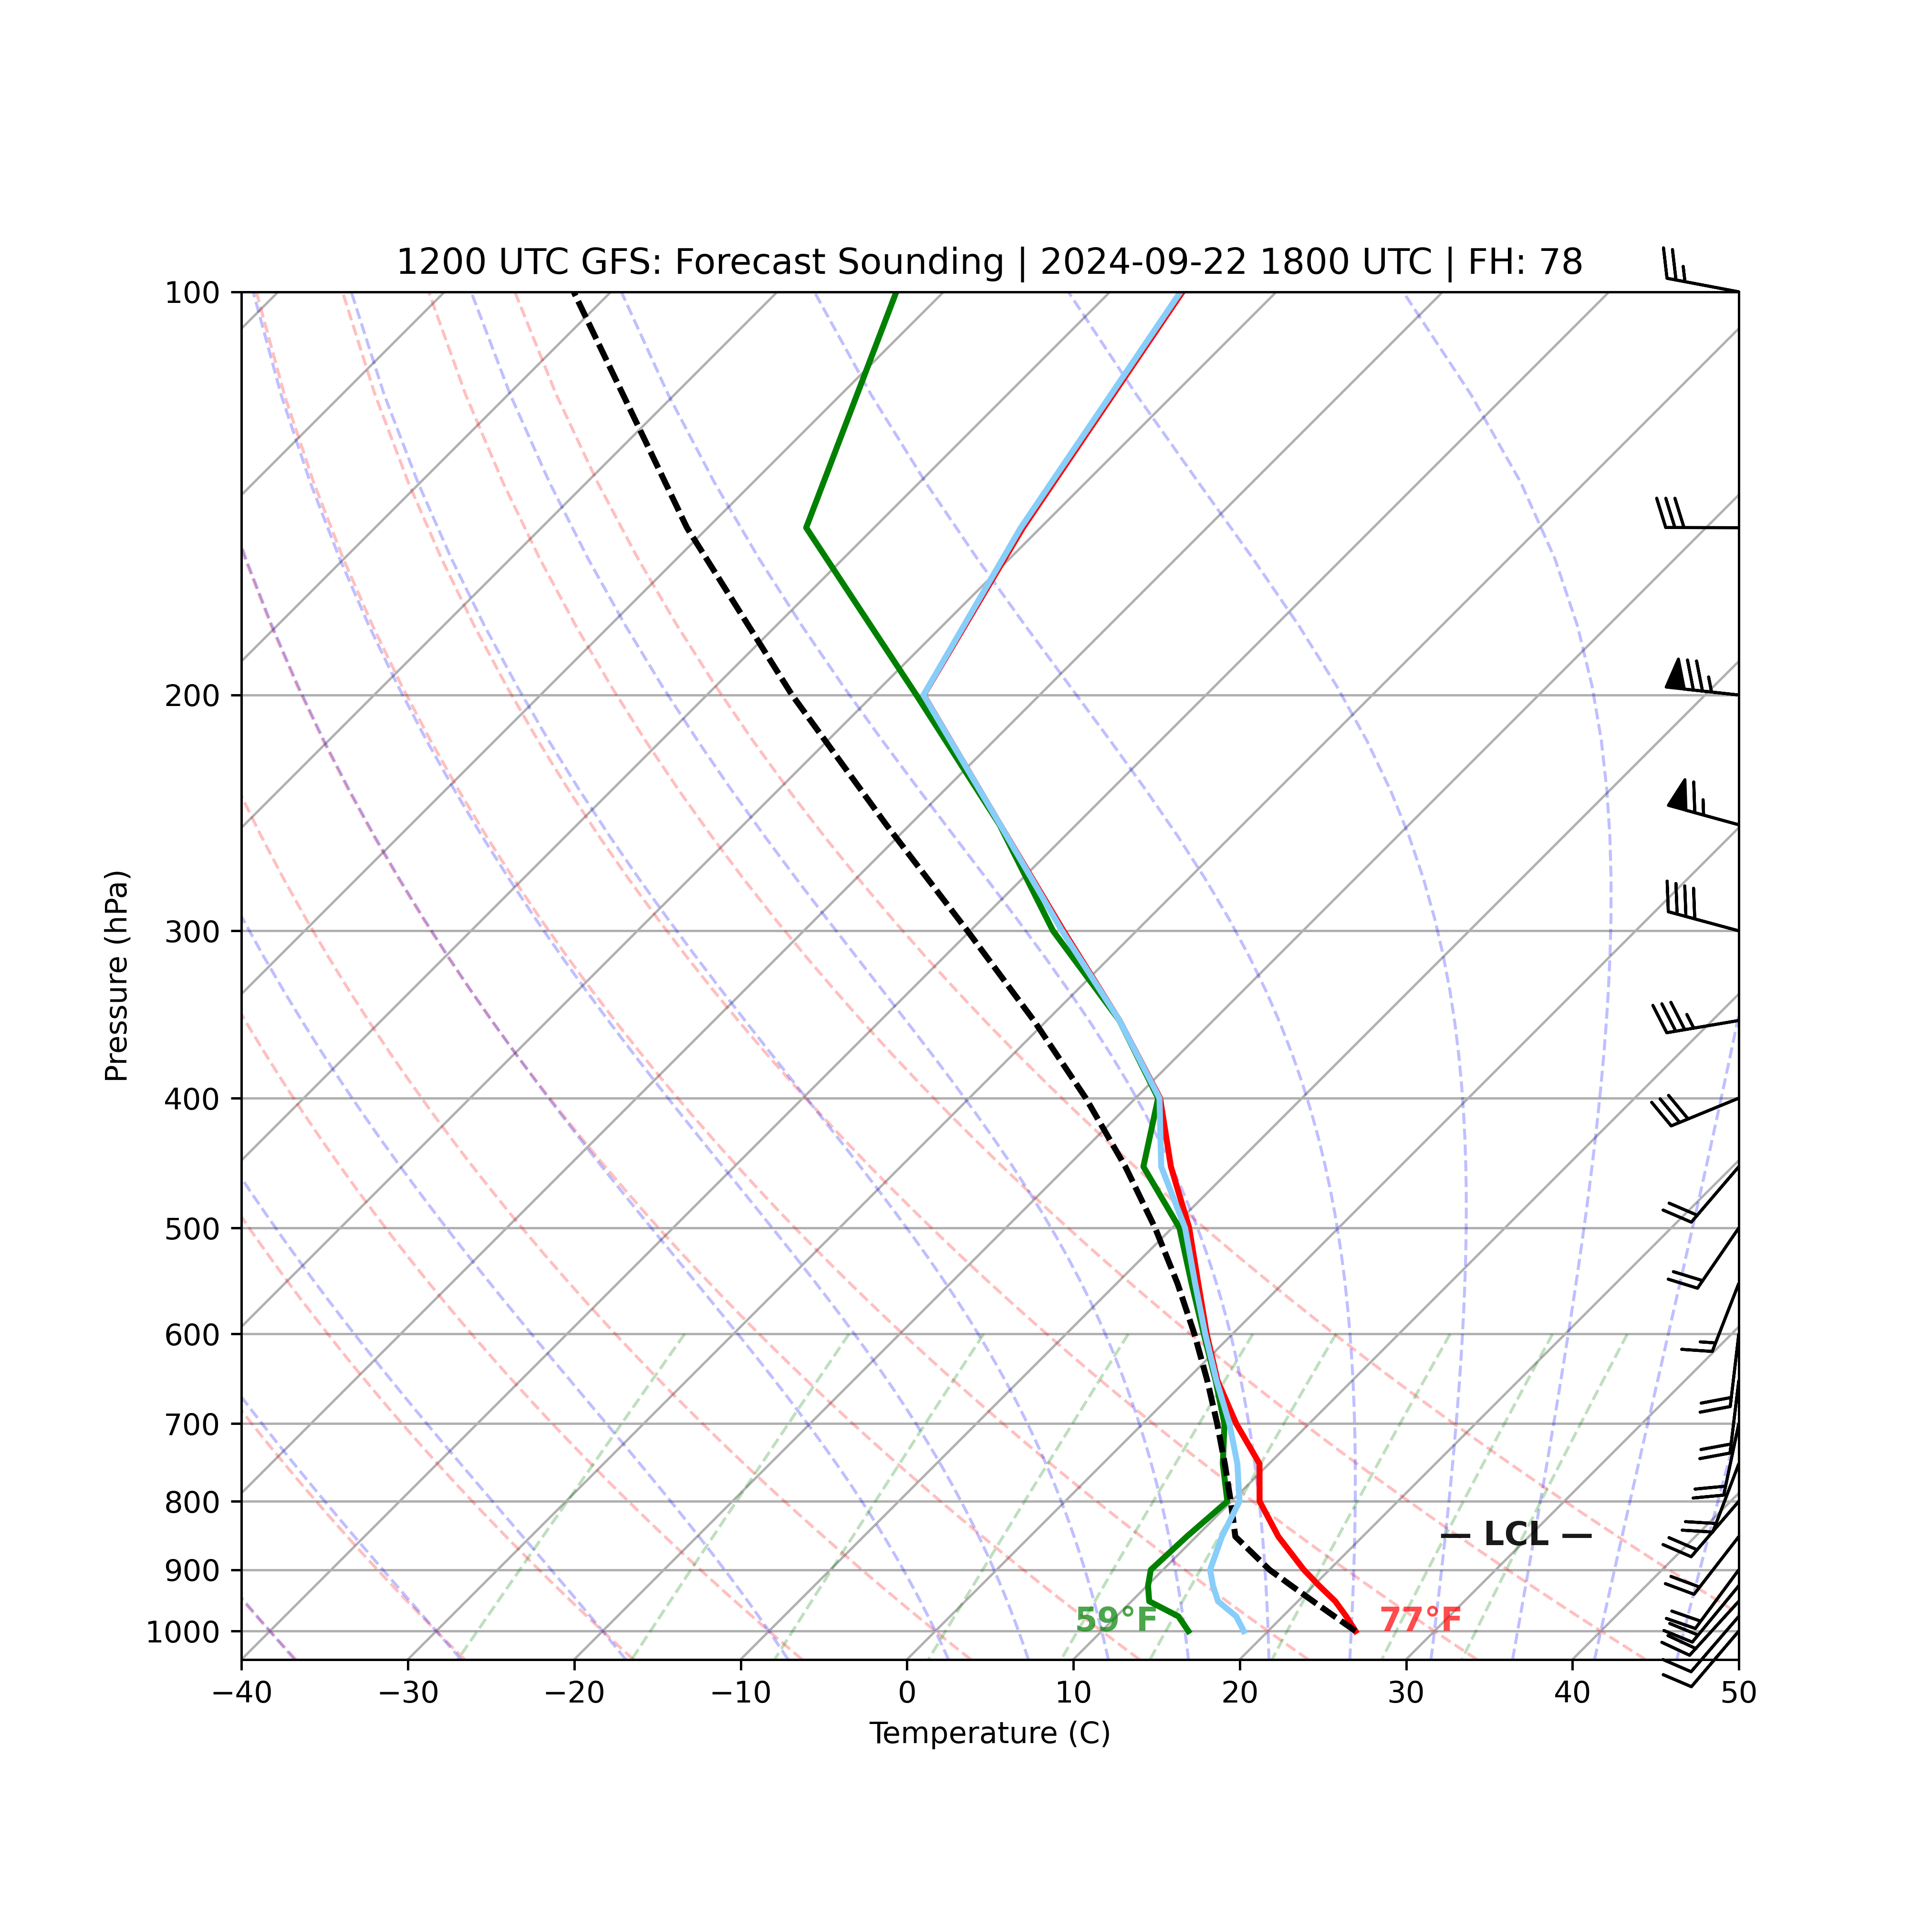 1200 UTC GFS: Forecast Sounding | 2024-09-22 1800 UTC | FH: 78
100
200
300
400
500
600
700
800
900
1000
Pressure (hPa)
— LCL —
59°F
77°F
−40 −30 −20 −10 0 10 20 30 40 50
Temperature (C)